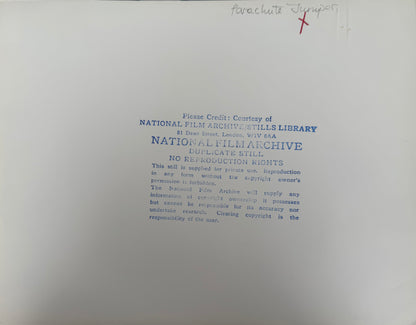 Parachute Jumper
Please Credit: Courtesy of
NATIONAL FILM ARCHIVE/STILLS LIBRARY
81 Dean Street, London, W1V 6AA
NATIONAL FILM ARCHIVE
DUPLICATE STILL
NO REPRODUCTION RIGHTS
This still is supplied for private use. Reproduction
in any form without the copyright owner's
permission is forbidden.
The National Film Archive will supply any
information of copyright ownership it possesses
but cannot be responsible for its accuracy nor
undertake research. Clearing copyright is the
responsibility of the user.